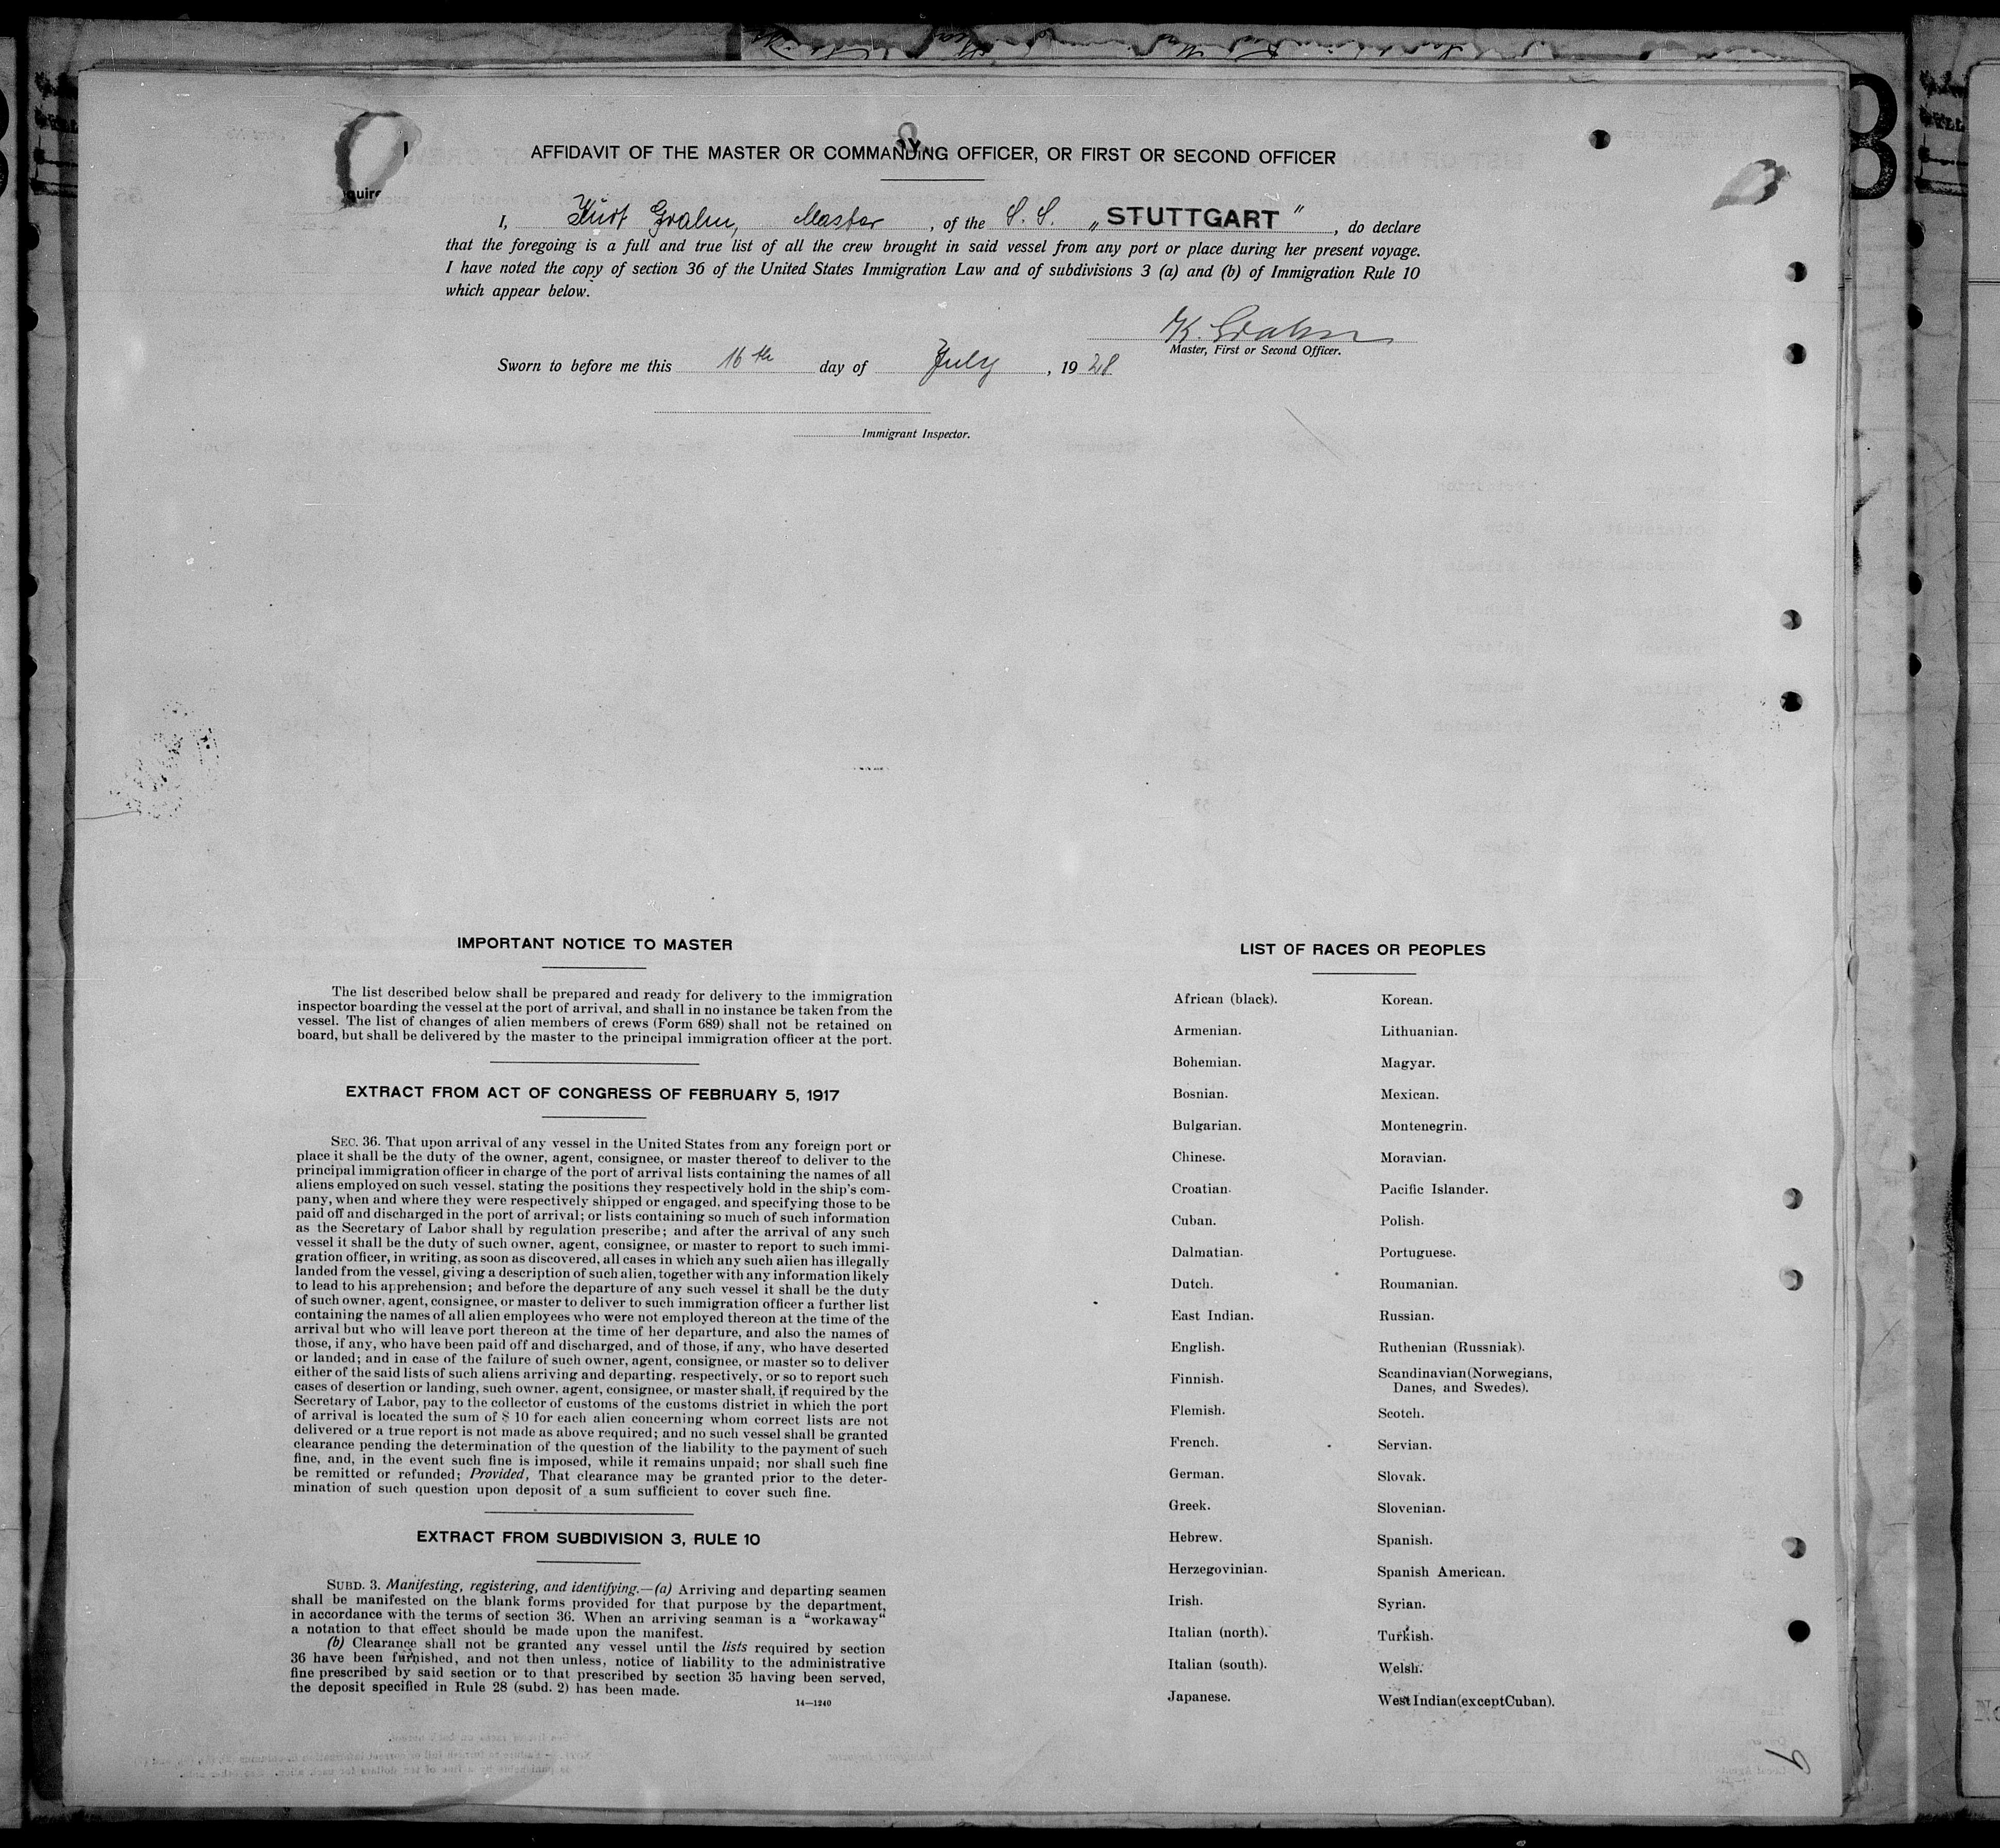 AFFIDAVIT OF THE MASTER OR COMMANDING OFFICER, OR FIRST OR SECOND OFFICER
I, Kurt Grahn, Master, of the S. S. „STUTTGART“, do declare
that the foregoing is a full and true list of all the crew brought in said vessel from any port or place during her present voyage.
I have noted the copy of section 36 of the United States Immigration Law and of subdivisions 3 (a) and (b) of Immigration Rule 10
which appear below.
K. Grahn
Master, First or Second Officer.
Sworn to before me this 16th day of July, 1928
Immigrant Inspector.
IMPORTANT NOTICE TO MASTER
The list described below shall be prepared and ready for delivery to the immigration
inspector boarding the vessel at the port of arrival, and shall in no instance be taken from the
vessel. The list of changes of alien members of crews (Form 689) shall not be retained on
board, but shall be delivered by the master to the principal immigration officer at the port.
EXTRACT FROM ACT OF CONGRESS OF FEBRUARY 5, 1917
SEC. 36. That upon arrival of any vessel in the United States from any foreign port or
place it shall be the duty of the owner, agent, consignee, or master thereof to deliver to the
principal immigration officer in charge of the port of arrival lists containing the names of all
aliens employed on such vessel, stating the positions they respectively hold in the ship's com-
pany, when and where they were respectively shipped or engaged, and specifying those to be
paid off and discharged in the port of arrival; or lists containing so much of such information
as the Secretary of Labor shall by regulation prescribe; and after the arrival of any such
vessel it shall be the duty of such owner, agent, consignee, or master to report to such immi-
gration officer, in writing, as soon as discovered, all cases in which any such alien has illegally
landed from the vessel, giving a description of such alien, together with any information likely
to lead to his apprehension; and before the departure of any such vessel it shall be the duty
of such owner, agent, consignee, or master to deliver to such immigration officer a further list
containing the names of all alien employees who were not employed thereon at the time of the
arrival but who will leave port thereon at the time of her departure, and also the names of
those, if any, who have been paid off and discharged, and of those, if any, who have deserted
or landed; and in case of the failure of such owner, agent, consignee, or master so to deliver
either of the said lists of such aliens arriving and departing, respectively, or so to report such
cases of desertion or landing, such owner, agent, consignee, or master shall, if required by the
Secretary of Labor, pay to the collector of customs of the customs district in which the port
of arrival is located the sum of $ 10 for each alien concerning whom correct lists are not
delivered or a true report is not made as above required; and no such vessel shall be granted
clearance pending the determination of the question of the liability to the payment of such
fine, and, in the event such fine is imposed, while it remains unpaid; nor shall such fine
be remitted or refunded; Provided, That clearance may be granted prior to the deter-
mination of such question upon deposit of a sum sufficient to cover such fine.
EXTRACT FROM SUBDIVISION 3, RULE 10
SUBD. 3. Manifesting, registering, and identifying.—(a) Arriving and departing seamen
shall be manifested on the blank forms provided for that purpose by the department,
in accordance with the terms of section 36. When an arriving seaman is a “workaway“
a notation to that effect should be made upon the manifest.
(b) Clearance shall not be granted any vessel until the lists required by section
36 have been furnished, and not then unless, notice of liability to the administrative
fine prescribed by said section or to that prescribed by section 35 having been served,
the deposit specified in Rule 28 (subd. 2) has been made.
14—1240
LIST OF RACES OR PEOPLES
African (black).
Armenian.
Bohemian.
Bosnian.
Bulgarian.
Chinese.
Croatian.
Cuban.
Dalmatian.
Dutch.
East Indian.
English.
Finnish.
Flemish.
French.
German.
Greek.
Hebrew.
Herzegovinian.
Irish.
Italian (north).
Italian (south).
Japanese.
Korean.
Lithuanian.
Magyar.
Mexican.
Montenegrin.
Moravian.
Pacific Islander.
Polish.
Portuguese.
Roumanian.
Russian.
Ruthenian (Russniak).
Scandinavian(Norwegians,
Danes, and Swedes).
Scotch.
Servian.
Slovak.
Slovenian.
Spanish.
Spanish American.
Syrian.
Turkish.
Welsh.
West Indian(exceptCuban).